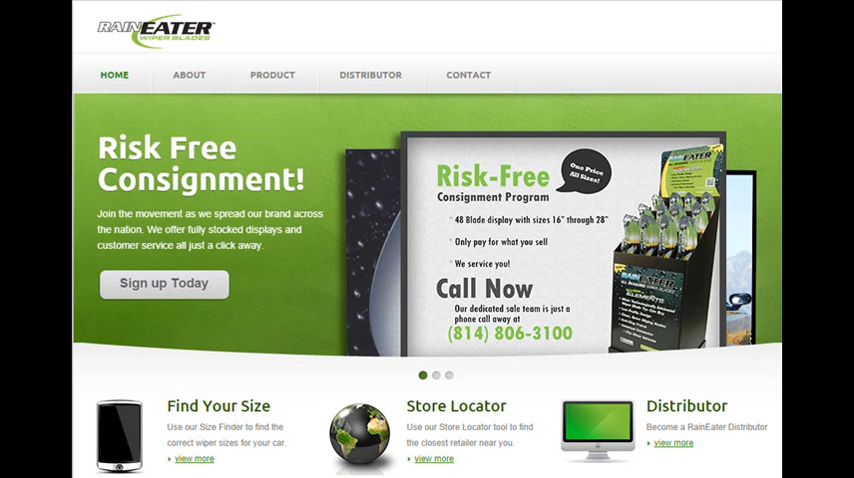 RAINEATER
WIPER BLADES
HOME ABOUT PRODUCT DISTRIBUTOR CONTACT
Risk Free
Consignment!
Join the movement as we spread our brand across
the nation. We offer fully stocked displays and
customer service all just a click away.
Sign up Today
Risk-Free
Consignment Program
One Price
All Sizes!
48 Blade display with sizes 16" through 28"
Only pay for what you sell
We service you!
Call Now
Our dedicated sale team is just a
phone call away at
(814) 806-3100
RAINEATER
RAINEATER
Find Your Size
Use our Size Finder to find the
correct wiper sizes for your car.
view more
Store Locator
Use our Store Locator tool to find
the closest retailer near you.
view more
Distributor
Become a RainEater Distributor
view more